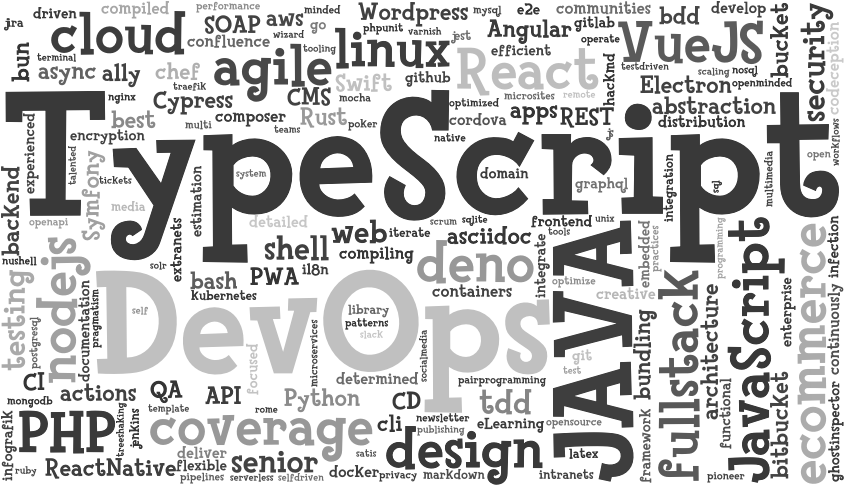 jira
driven
compiled
performance
minded
Wordpress
mysql
e2e
communities
bdd
develop
cloud
SOAP
aws
go
phpunit
varnish
jest
Angular
gitlab
bucket
security
confluence
wizard
tooling
linux
efficient
operate
VueJS
codeception
bun
terminal
async
ally
chef
agile
Swift
github
React
hackmd
testdriven
scaling
nosql
traefik
CMS
mocha
optimized
microsites
remote
Electron
openminded
nginx
Cypress
Rust
poker
cordova
apps
REST
abstraction
best
multi
composer
teams
native
distribution
workflows
TypeScript
experienced
encryption
talented
tickets
estimation
system
domain
graphql
integration
sql
multimedia
open
backend
Symfony
media
openapi
extranets
detailed
scrum
sqlite
frontend
unix
programming
infection
web
iterate
asciidoc
tools
integrate
embedded
practices
nushell
nodejs
solr
shell
i18n
compiling
deno
JAVA
JavaScript
ecommerce
continuously
bash
PWA
containers
optimize
creative
fullstack
architecture
enterprise
Kubernetes
testing
postgresql
documentation
pragmatism
DevOps
self
library
patterns
slack
microservices
socialmedia
focused
git
test
bundling
functional
ghostinspector
CI
mongodb
actions
QA
API
determined
pairprogramming
Python
CD
tdd
template
rome
cli
newsletter
publishing
eLearning
opensource
bitbucket
infografik
PHP
jenkins
coverage
satis
design
latex
framework
ruby
ReactNative
deliver
flexible
pipelines
serverless
senior
selfdriven
docker
privacy
markdown
intranets
pioneer